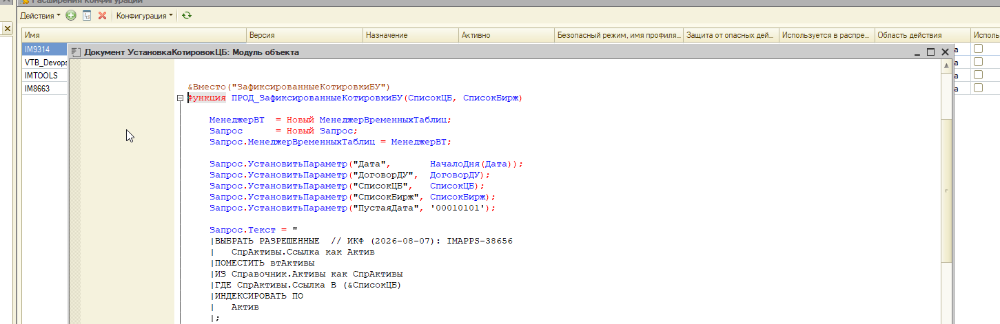 Расширения конфигурации
Действия Конфигурация
Имя Версия Назначение Активно Безопасный режим, имя профиля... Защита от опасных дей... Используется в распре... Область действия Исполь
IM9314
VTB_Devops
IMTOOLS
IM8663
Документ УстановкаКотировокЦБ: Модуль объекта
&Вместо("ЗафиксированныеКотировкиБУ")
Функция ПРОД_ЗафиксированныеКотировкиБУ(СписокЦБ, СписокБирж)
МенеджерВТ = Новый МенеджерВременныхТаблиц;
Запрос = Новый Запрос;
Запрос.МенеджерВременныхТаблиц = МенеджерВТ;
Запрос.УстановитьПараметр("Дата", НачалоДня(Дата));
Запрос.УстановитьПараметр("ДоговорДУ", ДоговорДУ);
Запрос.УстановитьПараметр("СписокЦБ", СписокЦБ);
Запрос.УстановитьПараметр("СписокБирж", СписокБирж);
Запрос.УстановитьПараметр("ПустаяДата", '00010101');
Запрос.Текст = "
|ВЫБРАТЬ РАЗРЕШЕННЫЕ // ИКФ (2026-08-07): IMAPPS-38656
| СпрАктивы.Ссылка как Актив
|ПОМЕСТИТЬ втАктивы
|ИЗ Справочник.Активы как СпрАктивы
|ГДЕ СпрАктивы.Ссылка В (&СписокЦБ)
|ИНДЕКСИРОВАТЬ ПО
| Актив
|;